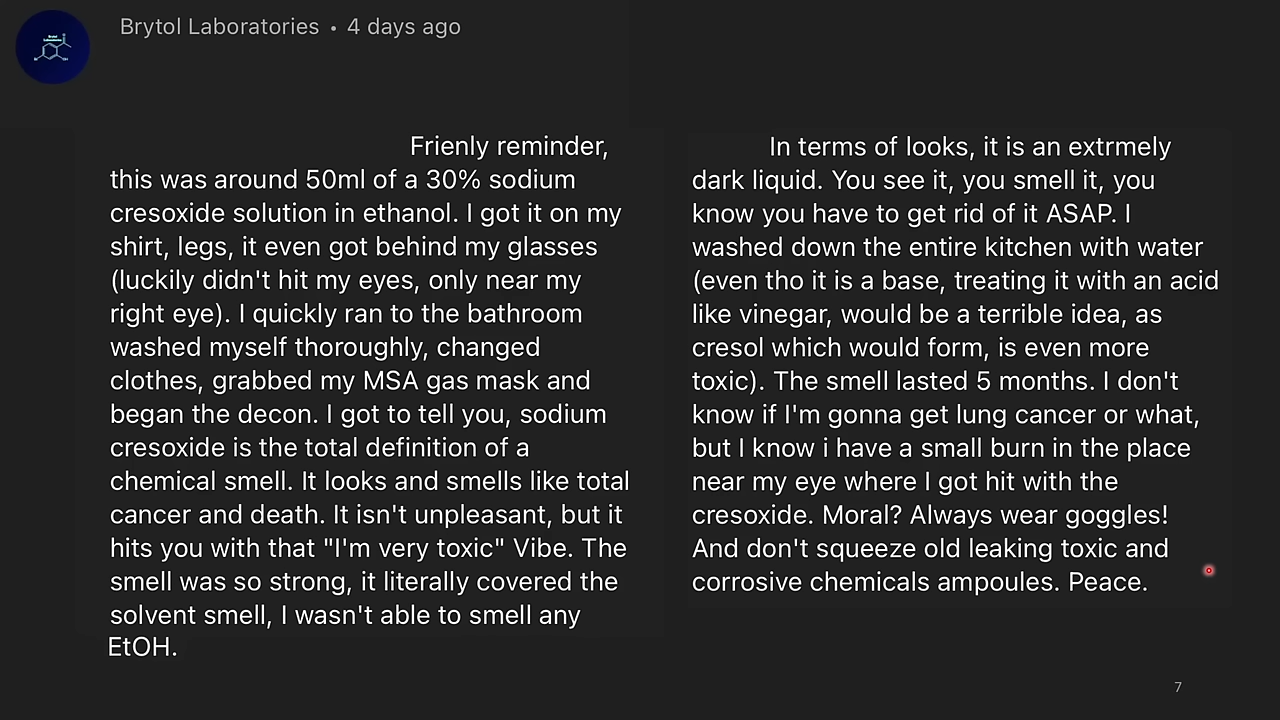 Brytol Laboratories • 4 days ago
Frienly reminder,
this was around 50ml of a 30% sodium
cresoxide solution in ethanol. I got it on my
shirt, legs, it even got behind my glasses
(luckily didn't hit my eyes, only near my
right eye). I quickly ran to the bathroom
washed myself thoroughly, changed
clothes, grabbed my MSA gas mask and
began the decon. I got to tell you, sodium
cresoxide is the total definition of a
chemical smell. It looks and smells like total
cancer and death. It isn't unpleasant, but it
hits you with that "I'm very toxic" Vibe. The
smell was so strong, it literally covered the
solvent smell, I wasn't able to smell any
EtOH.
In terms of looks, it is an extrmely
dark liquid. You see it, you smell it, you
know you have to get rid of it ASAP. I
washed down the entire kitchen with water
(even tho it is a base, treating it with an acid
like vinegar, would be a terrible idea, as
cresol which would form, is even more
toxic). The smell lasted 5 months. I don't
know if I'm gonna get lung cancer or what,
but I know i have a small burn in the place
near my eye where I got hit with the
cresoxide. Moral? Always wear goggles!
And don't squeeze old leaking toxic and
corrosive chemicals ampoules. Peace.
7